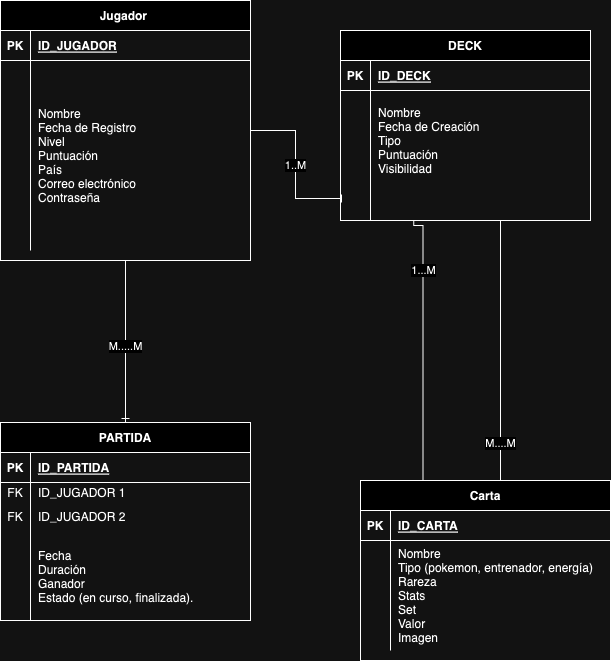 Jugador
PK ID_JUGADOR
Nombre
Fecha de Registro
Nivel
Puntuación
País
Correo electrónico
Contraseña
DECK
PK ID_DECK
Nombre
Fecha de Creación
Tipo
Puntuación
Visibilidad
1..M
1...M
M.....M
M....M
PARTIDA
PK ID_PARTIDA
FK ID_JUGADOR 1
FK ID_JUGADOR 2
Fecha
Duración
Ganador
Estado (en curso, finalizada).
Carta
PK ID_CARTA
Nombre
Tipo (pokemon, entrenador, energía)
Rareza
Stats
Set
Valor
Imagen